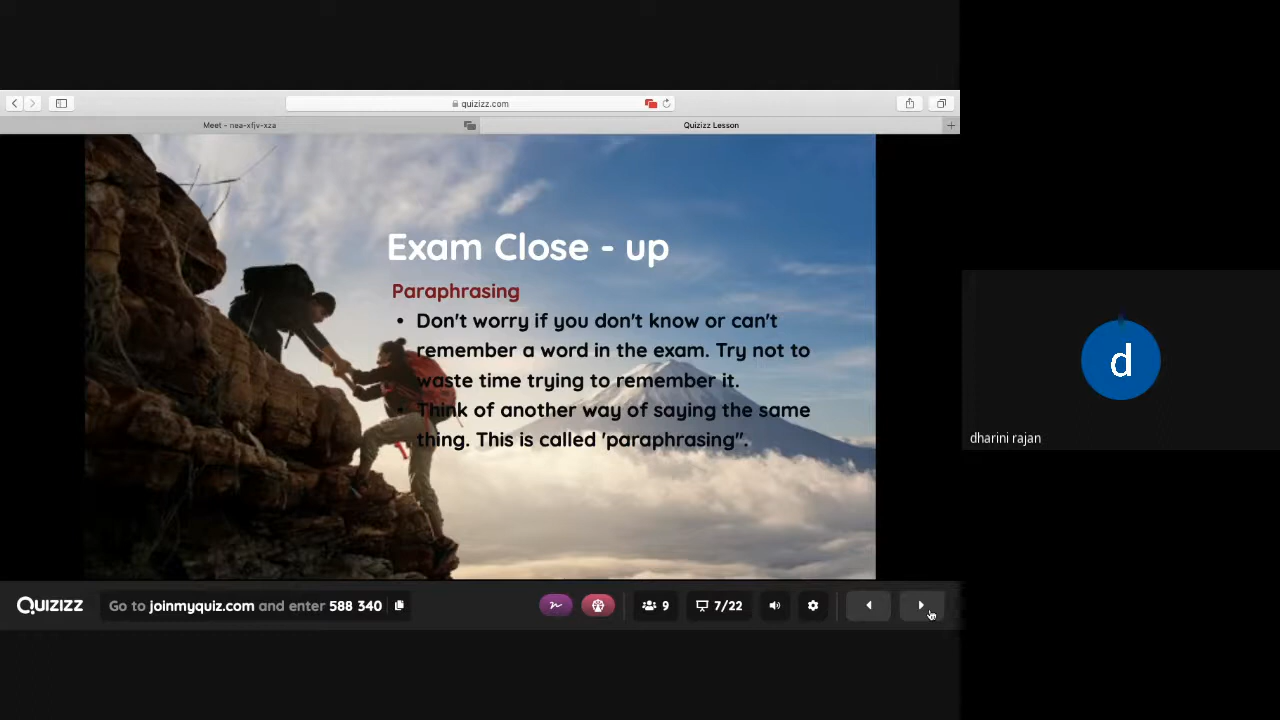 quizizz.com
Meet - nea-xfjv-xza
Quizizz Lesson
Exam Close - up
Paraphrasing
• Don't worry if you don't know or can't
remember a word in the exam. Try not to
waste time trying to remember it.
• Think of another way of saying the same
thing. This is called 'paraphrasing".
d
dharini rajan
QUIZIZZ
Go to joinmyquiz.com and enter 588 340
9
7/22